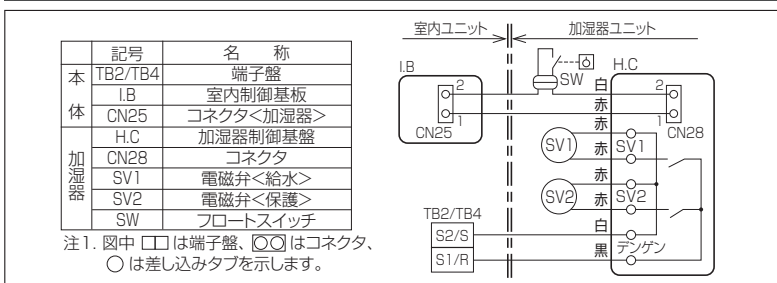 記号 名 称
本体 TB2/TB4 端子盤
I.B 室内制御基板
CN25 コネクタ<加湿器>
加湿器 H.C 加湿器制御基盤
CN28 コネクタ
SV1 電磁弁<給水>
SV2 電磁弁<保護>
SW フロートスイッチ
注1. 図中 □□ は端子盤、○○ はコネクタ、
○ は差し込みタブを示します。
室内ユニット 加湿器ユニット
I.B H.C
SW 白
2 2
赤
1 1
CN25 赤 CN28
SV1 赤 SV1
赤
SV2 赤 SV2
TB2/TB4
S2/S 白
S1/R 黒 デンゲン